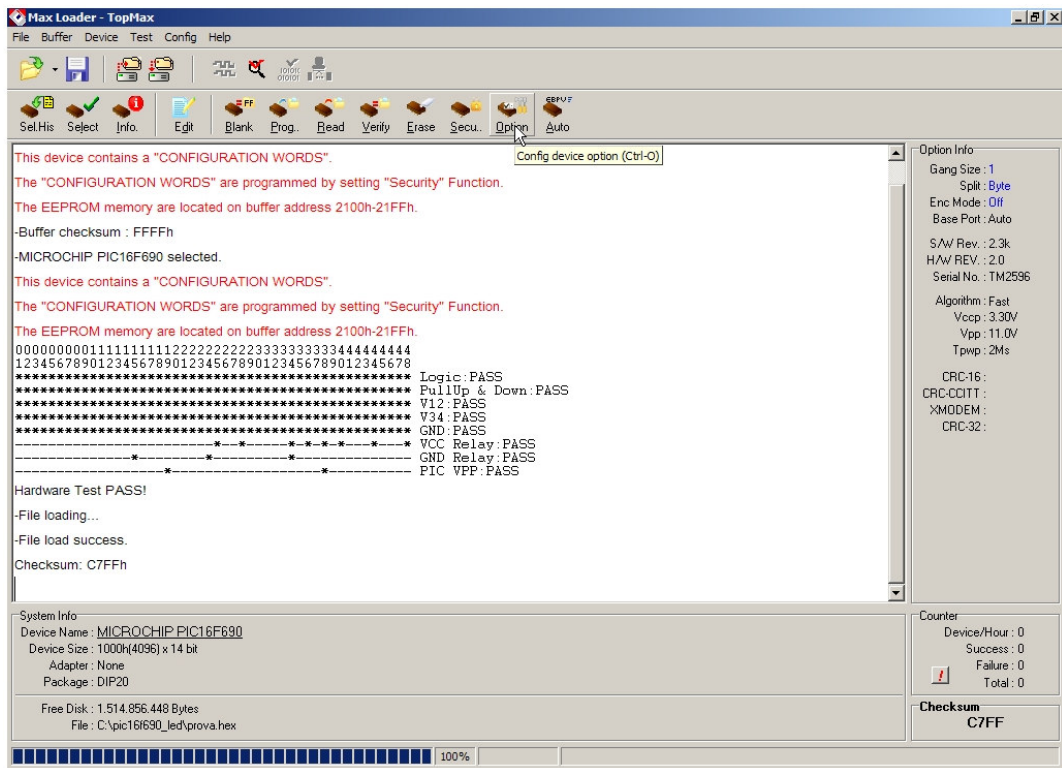 Max Loader - TopMax
File Buffer Device Test Config Help
Sel.His Select Info. Edit Blank Prog.. Read Verify Erase Secu.. Option Auto
Config device option (Ctrl-O)
This device contains a "CONFIGURATION WORDS".
The "CONFIGURATION WORDS" are programmed by setting "Security" Function.
The EEPROM memory are located on buffer address 2100h-21FFh.
-Buffer checksum : FFFFh
-MICROCHIP PIC16F690 selected.
This device contains a "CONFIGURATION WORDS".
The "CONFIGURATION WORDS" are programmed by setting "Security" Function.
The EEPROM memory are located on buffer address 2100h-21FFh.
000000000111111111122222222223333333333444444444
123456789012345678901234567890123456789012345678
************************************************ Logic:PASS
************************************************ PullUp & Down:PASS
************************************************ V12:PASS
************************************************ V34:PASS
************************************************ GND:PASS
------------------------*--*-----*-*-*-*---*---* VCC Relay:PASS
--------------*--------*---------*-------------- GND Relay:PASS
------------------*------------------*---------- PIC VPP:PASS
Hardware Test PASS!
-File loading...
-File load success.
Checksum: C7FFh
Option Info
Gang Size : 1
Split : Byte
Enc Mode : Off
Base Port : Auto
S/W Rev. : 2.3k
H/W REV. : 2.0
Serial No. : TM2596
Algorithm : Fast
Vccp : 3.30V
Vpp : 11.0V
Tpwp : 2Ms
CRC-16 :
CRC-CCITT :
XMODEM :
CRC-32 :
System Info
Device Name : MICROCHIP PIC16F690
Device Size : 1000h(4096) x 14 bit
Adapter : None
Package : DIP20
Free Disk : 1.514.856.448 Bytes
File : C:\pic16f690_led\prova.hex
Counter
Device/Hour : 0
Success : 0
Failure : 0
Total : 0
Checksum
C7FF
100%